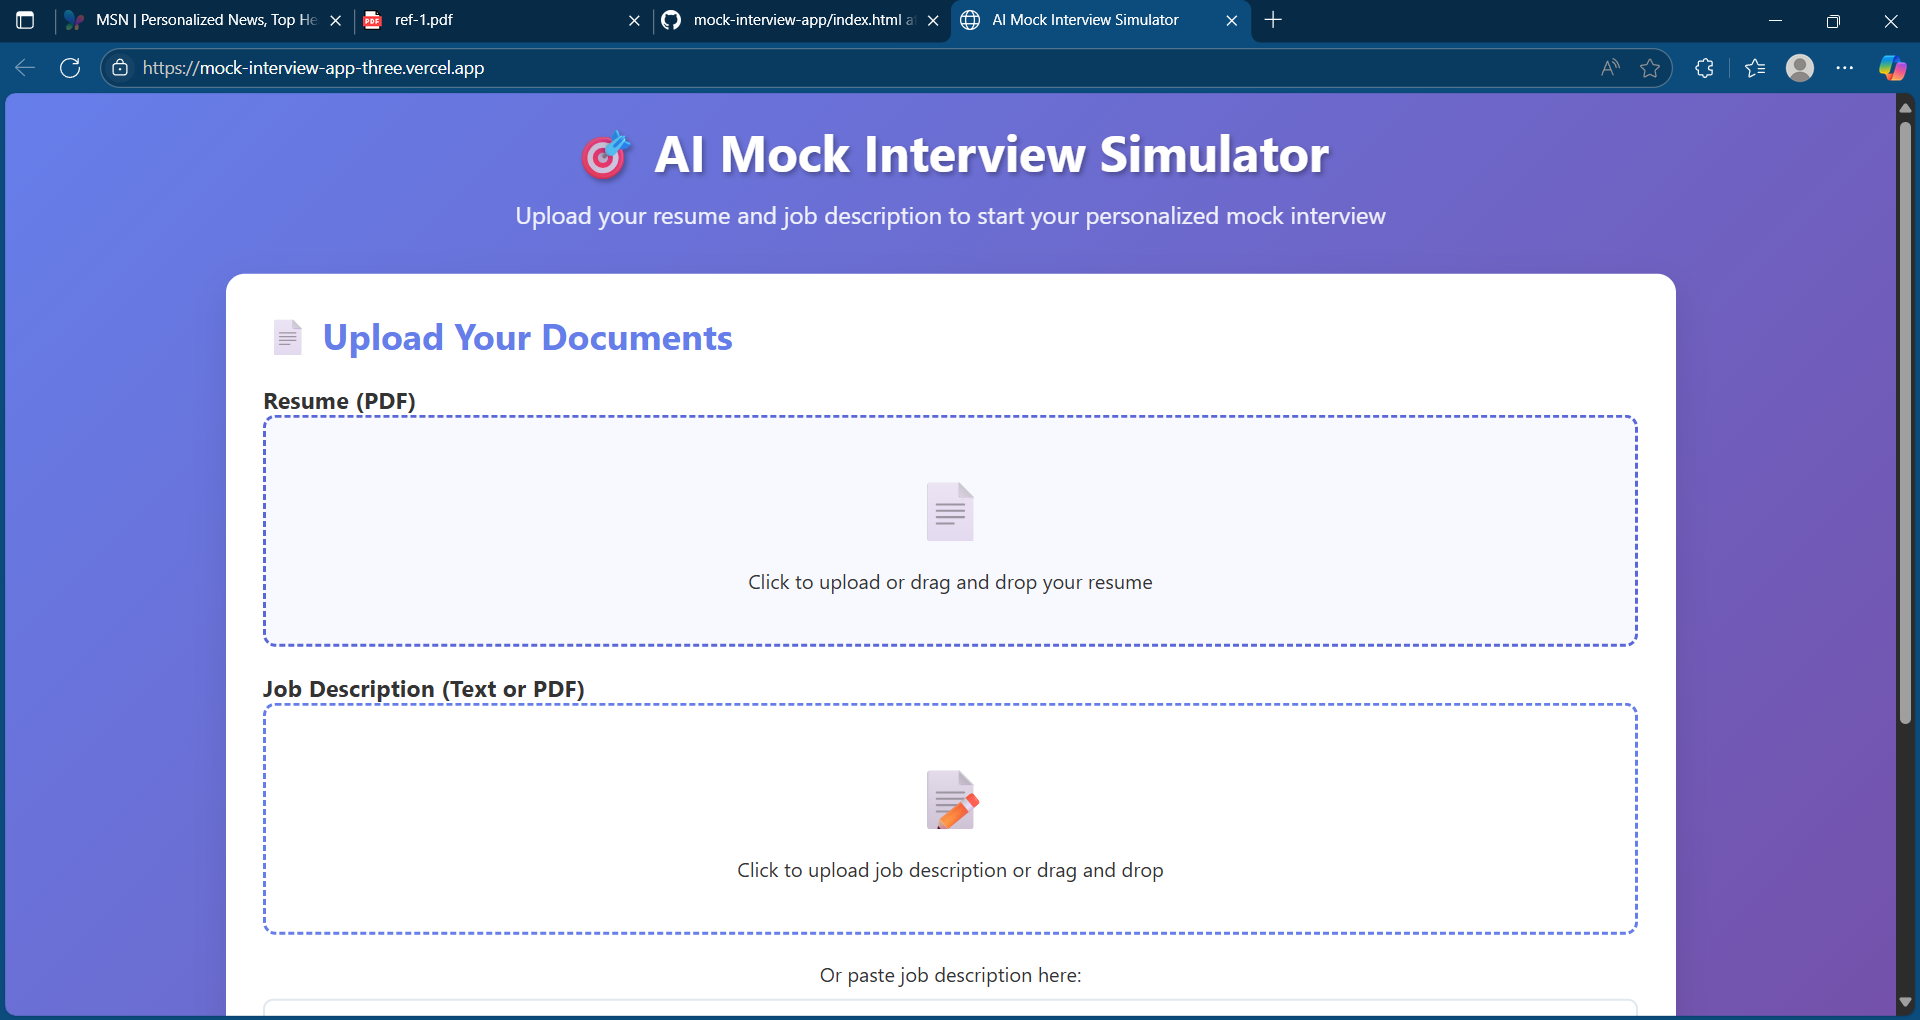 MSN | Personalized News, Top He
ref-1.pdf
mock-interview-app/index.html a
AI Mock Interview Simulator
https://mock-interview-app-three.vercel.app
AI Mock Interview Simulator
Upload your resume and job description to start your personalized mock interview
Upload Your Documents
Resume (PDF)
Click to upload or drag and drop your resume
Job Description (Text or PDF)
Click to upload job description or drag and drop
Or paste job description here: